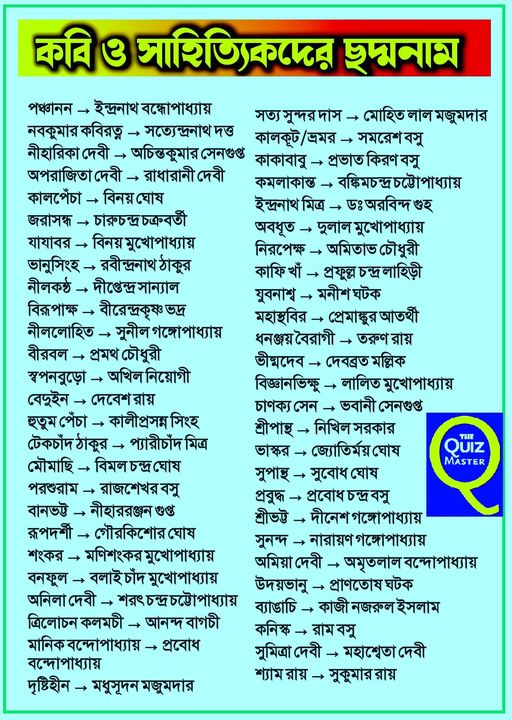 কবি ও সাহিত্যিকদের ছদ্মনাম
পঞ্চানন → ইন্দ্রনাথ বন্ধোপাধ্যায়
নবকুমার কবিরত্ন → সত্যেন্দ্রনাথ দত্ত
নীহারিকা দেবী → অচিন্তকুমার সেনগুপ্ত
অপরাজিতা দেবী → রাধারানী দেবী
কালপেঁচা → বিনয় ঘোষ
জরাসন্ধ → চারুচন্দ্র চক্রবর্তী
যাযাবর → বিনয় মুখোপাধ্যায়
ভানুসিংহ → রবীন্দ্রনাথ ঠাকুর
নীলকণ্ঠ → দীপ্তেন্দ্র সান্যাল
বিরূপাক্ষ → বীরেন্দ্রকৃষ্ণ ভদ্র
নীললোহিত → সুনীল গঙ্গোপাধ্যায়
বীরবল → প্রমথ চৌধুরী
স্বপনবুড়ো → অখিল নিয়োগী
বেদুইন → দেবেশ রায়
হুতুম পেঁচা → কালীপ্রসন্ন সিংহ
টেকচাঁদ ঠাকুর → প্যারীচাঁদ মিত্র
মৌমাছি → বিমল চন্দ্র ঘোষ
পরশুরাম → রাজশেখর বসু
বানভট্ট → নীহাররঞ্জন গুপ্ত
রূপদর্শী → গৌরকিশোর ঘোষ
শংকর → মণিশংকর মুখোপাধ্যায়
বনফুল → বলাই চাঁদ মুখোপাধ্যায়
অনিলা দেবী → শরৎ চন্দ্র চট্টোপাধ্যায়
ত্রিলোচন কলমচী → আনন্দ বাগচী
মানিক বন্দোপাধ্যায় → প্রবোধ
বন্দোপাধ্যায়
দৃষ্টিহীন → মধুসূদন মজুমদার
সত্য সুন্দর দাস → মোহিত লাল মজুমদার
কালকূট/ভ্রমর → সমরেশ বসু
কাকাবাবু → প্রভাত কিরণ বসু
কমলাকান্ত → বঙ্কিমচন্দ্র চট্টোপাধ্যায়
ইন্দ্রনাথ মিত্র → ডঃ অরবিন্দ গুহ
অবধূত → দুলাল মুখোপাধ্যায়
নিরপেক্ষ → অমিতাভ চৌধুরী
কাফি খাঁ → প্রফুল্ল চন্দ্র লাহিড়ী
যুবনাশ্ব → মনীশ ঘটক
মহাস্থবির → প্রেমাঙ্কুর আতর্থী
ধনঞ্জয় বৈরাগী → তরুণ রায়
ভীষ্মদেব → দেবব্রত মল্লিক
বিজ্ঞানভিক্ষু → লালিত মুখোপাধ্যায়
চাণক্য সেন → ভবানী সেনগুপ্ত
শ্রীপান্থ → নিখিল সরকার
ভাস্কর → জ্যোতির্ময় ঘোষ
সুপান্থ → সুবোধ ঘোষ
প্রবুদ্ধ → প্রবোধ চন্দ্র বসু
শ্রীভট্ট → দীনেশ গঙ্গোপাধ্যায়
সুনন্দ → নারায়ণ গঙ্গোপাধ্যায়
অমিয়া দেবী → অমৃতলাল বন্দোপাধ্যায়
উদয়ভানু → প্রাণতোষ ঘটক
ব্যাঙাচি → কাজী নজরুল ইসলাম
কনিস্ক → রাম বসু
সুমিত্রা দেবী → মহাশ্বেতা দেবী
শ্যাম রায় → সুকুমার রায়
THE
QUIZ
MASTER